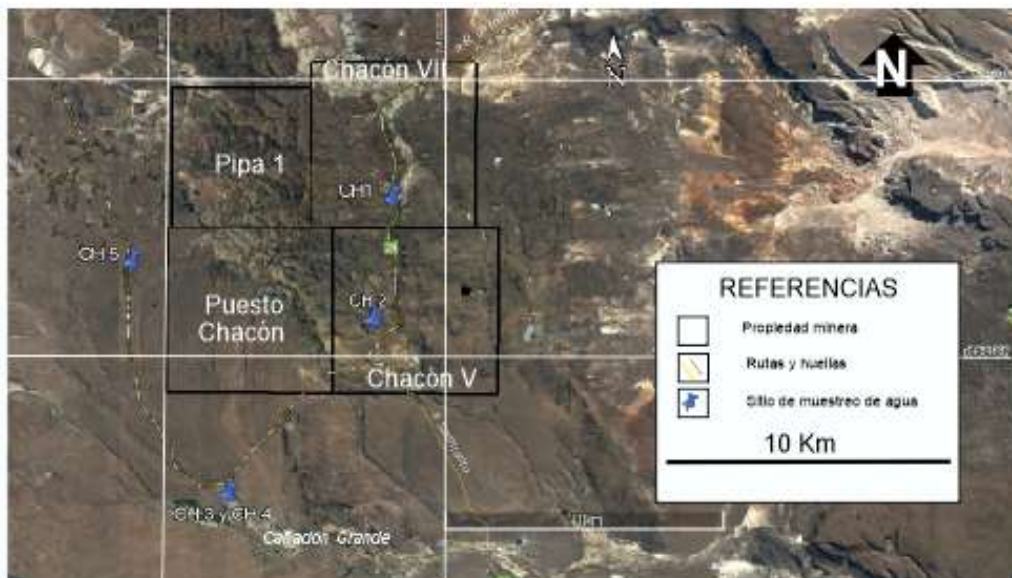 Chacón VII
N
N
Pipa 1
CH1
CH 5
Puesto
Chacón
CH 2
Chacón V
REFERENCIAS
Propiedad minera
Rutas y huellas
Sitio de muestreo de agua
10 Km
CH 3 y CH 4
Cañadón Grande